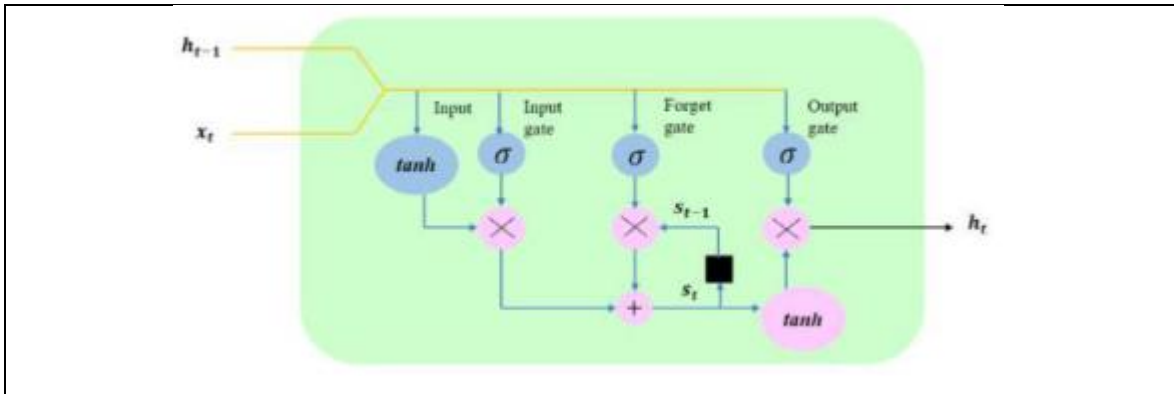 h_{t-1}
x_t
Input
Input
gate
Forget
gate
Output
gate
tanh
σ
σ
σ
s_{t-1}
h_t
s_t
+
tanh